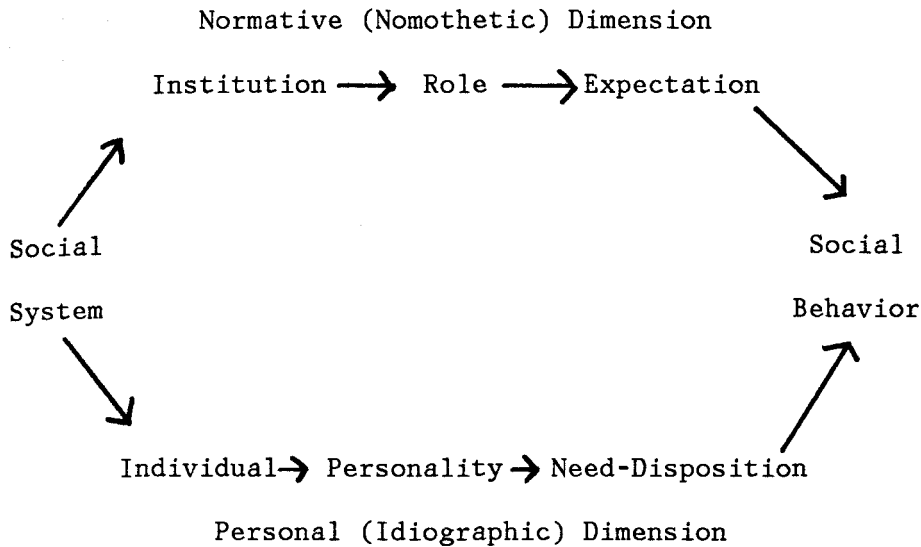 Normative (Nomothetic) Dimension
Institution Role Expectation
Social Social
System Behavior
Individual Personality Need-Disposition
Personal (Idiographic) Dimension